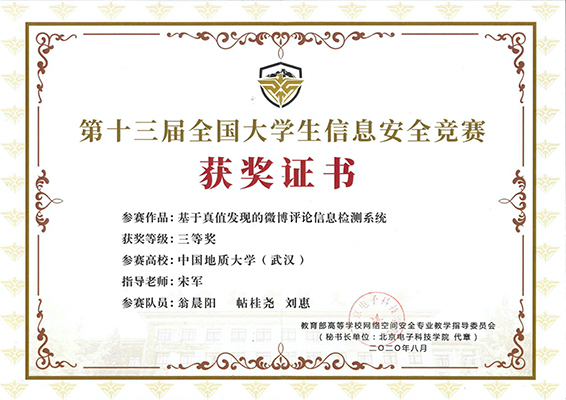 第十三届全国大学生信息安全竞赛
获奖证书
参赛作品：基于真值发现的微博评论信息检测系统
获奖等级：三等奖
参赛高校：中国地质大学（武汉）
指导老师：宋军
参赛队员：翁晨阳 帖桂尧 刘惠
教育部高等学校网络空间安全专业教学指导委员会
（秘书长单位：北京电子科技学院 代章）
二〇二〇年八月